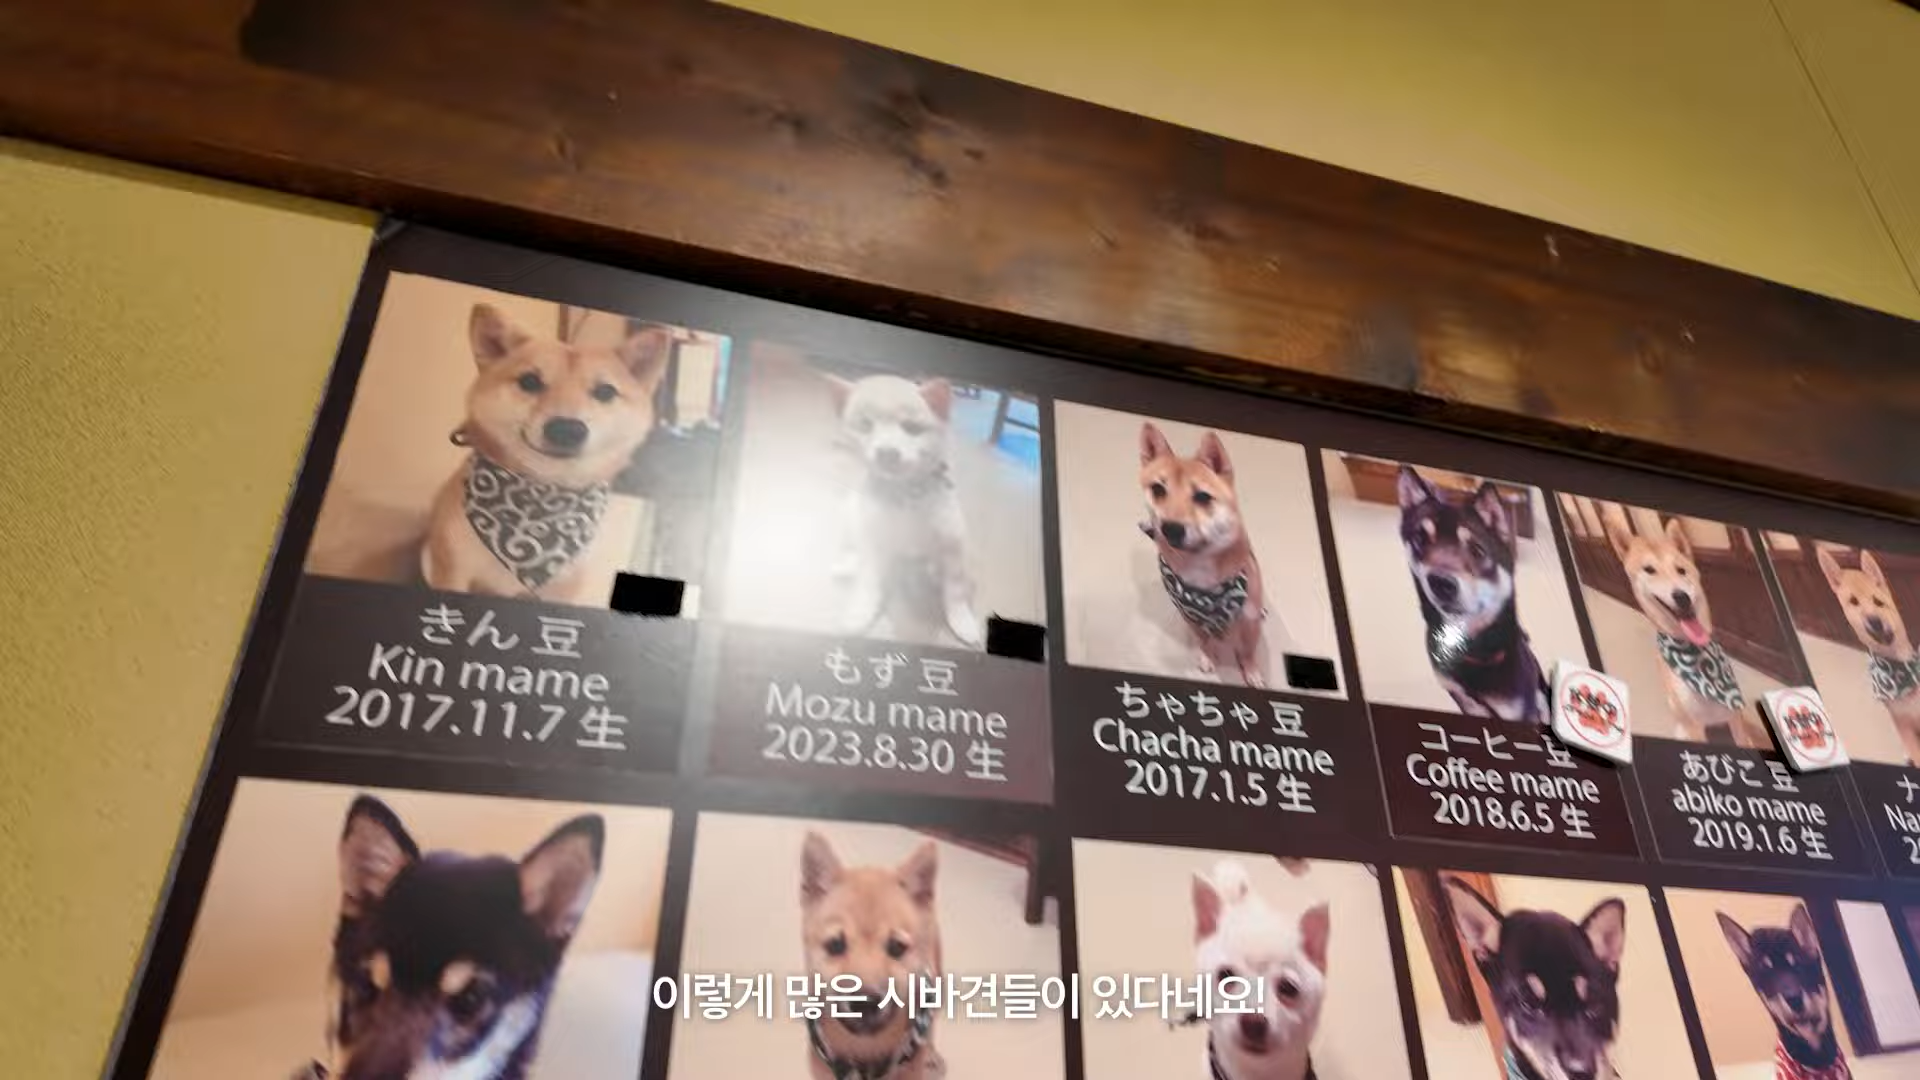 きん 豆
Kin mame
2017.11.7 生
もず 豆
Mozu mame
2023.8.30 生
ちゃちゃ 豆
Chacha mame
2017.1.5 生
コーヒー豆
Coffee mame
2018.6.5 生
あびこ 豆
abiko mame
2019.1.6 生
이렇게 많은 시바견들이 있다네요!